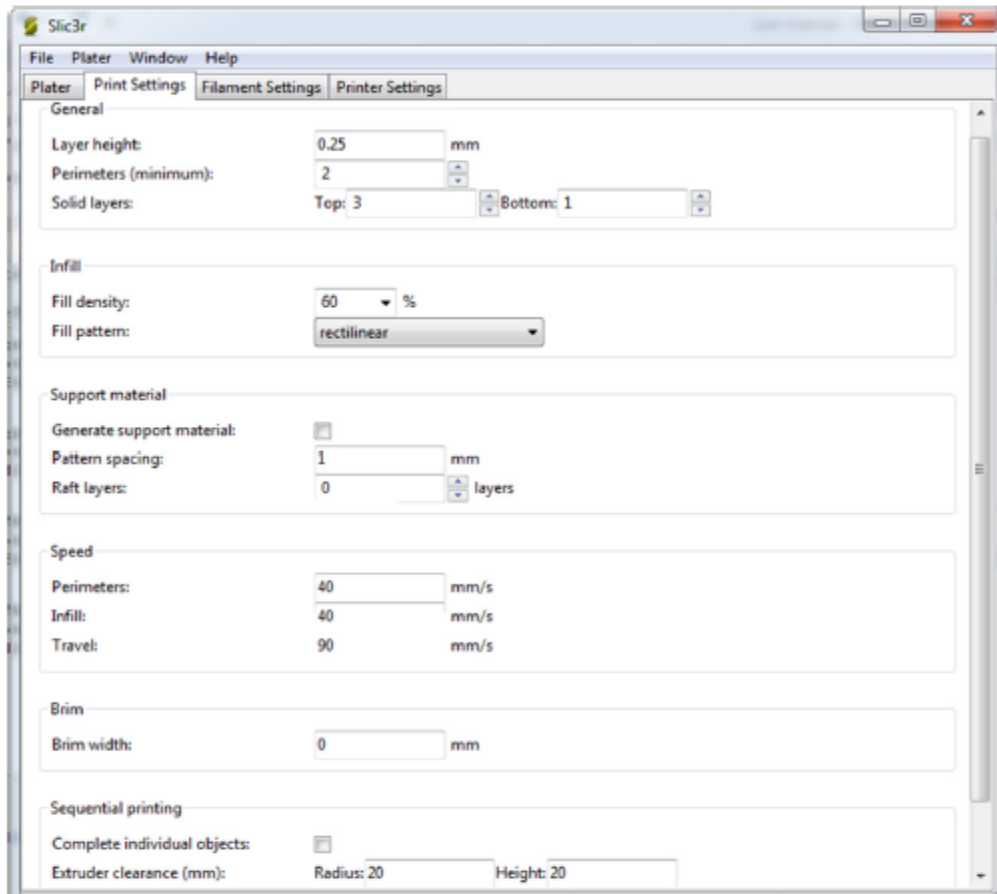 Slic3r
File Plater Window Help
Plater Print Settings Filament Settings Printer Settings
General
Layer height: 0.25 mm
Perimeters (minimum): 2
Solid layers: Top: 3 Bottom: 1
Infill
Fill density: 60 %
Fill pattern: rectilinear
Support material
Generate support material:
Pattern spacing: 1 mm
Raft layers: 0 layers
Speed
Perimeters: 40 mm/s
Infill: 40 mm/s
Travel: 90 mm/s
Brim
Brim width: 0 mm
Sequential printing
Complete individual objects:
Extruder clearance (mm): Radius: 20 Height: 20